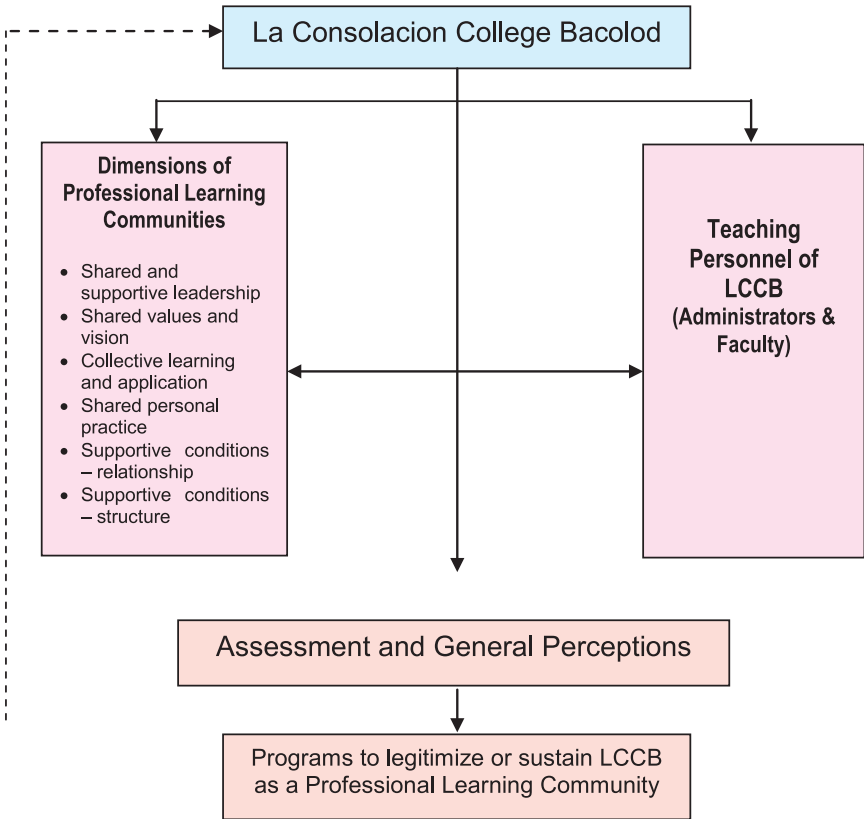 La Consolacion College Bacolod
Dimensions of
Professional Learning
Communities
• Shared and
supportive leadership
• Shared values and
vision
• Collective learning
and application
• Shared personal
practice
• Supportive conditions
– relationship
• Supportive conditions
– structure
Teaching
Personnel of
LCCB
(Administrators &
Faculty)
Assessment and General Perceptions
Programs to legitimize or sustain LCCB
as a Professional Learning Community